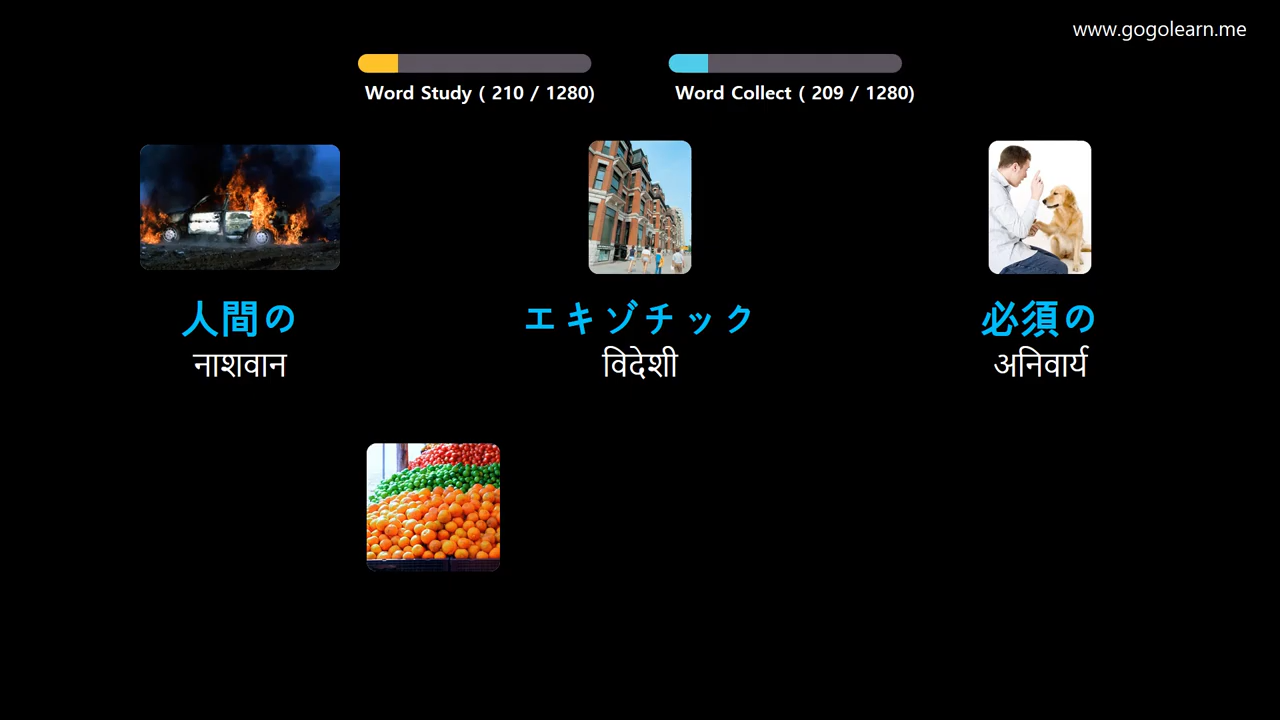 www.gogolearn.me
Word Study ( 210 / 1280)
Word Collect ( 209 / 1280)
人間の
नाशवान
エキゾチック
विदेशी
必須の
अनिवार्य